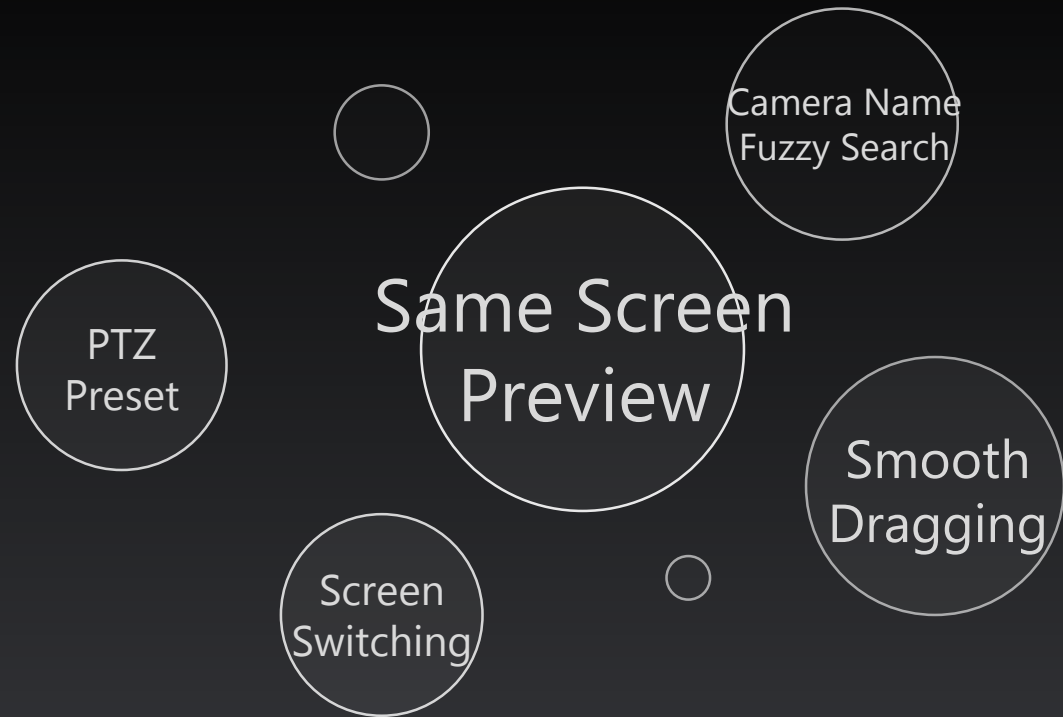 Camera Name
Fuzzy Search
Same Screen
Preview
PTZ
Preset
Smooth
Dragging
Screen
Switching